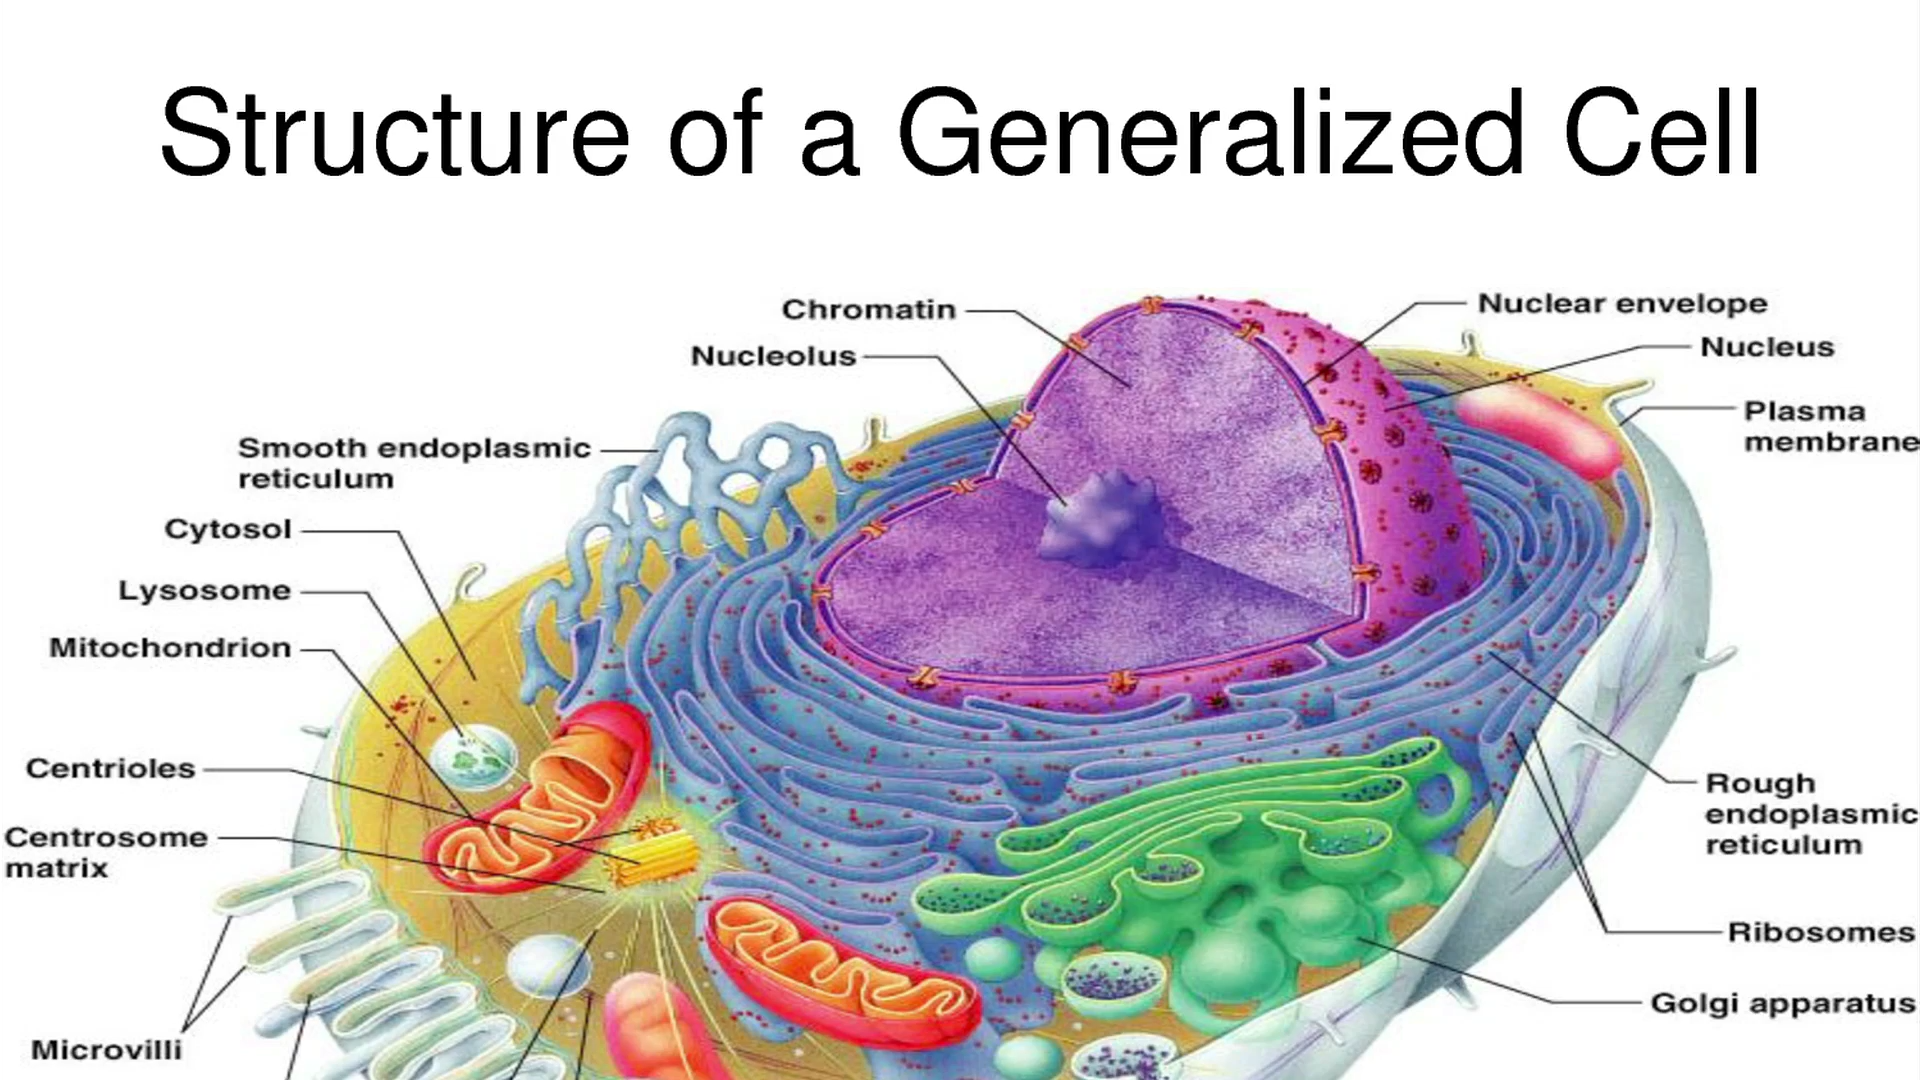 Structure of a Generalized Cell
Chromatin
Nuclear envelope
Nucleolus
Nucleus
Plasma
membrane
Smooth endoplasmic
reticulum
Cytosol
Lysosome
Mitochondrion
Centrioles
Rough
endoplasmic
reticulum
Centrosome
matrix
Ribosomes
Golgi apparatus
Microvilli